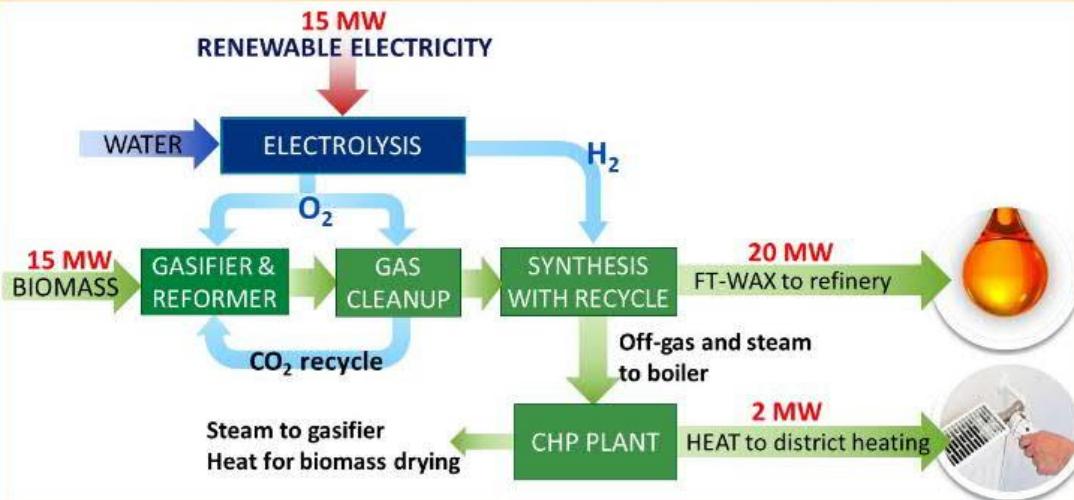 15 MW
RENEWABLE ELECTRICITY
WATER
ELECTROLYSIS
H₂
O₂
15 MW
BIOMASS
GASIFIER &
REFORMER
GAS
CLEANUP
SYNTHESIS
WITH RECYCLE
20 MW
FT-WAX to refinery
CO₂ recycle
Off-gas and steam
to boiler
Steam to gasifier
Heat for biomass drying
CHP PLANT
2 MW
HEAT to district heating